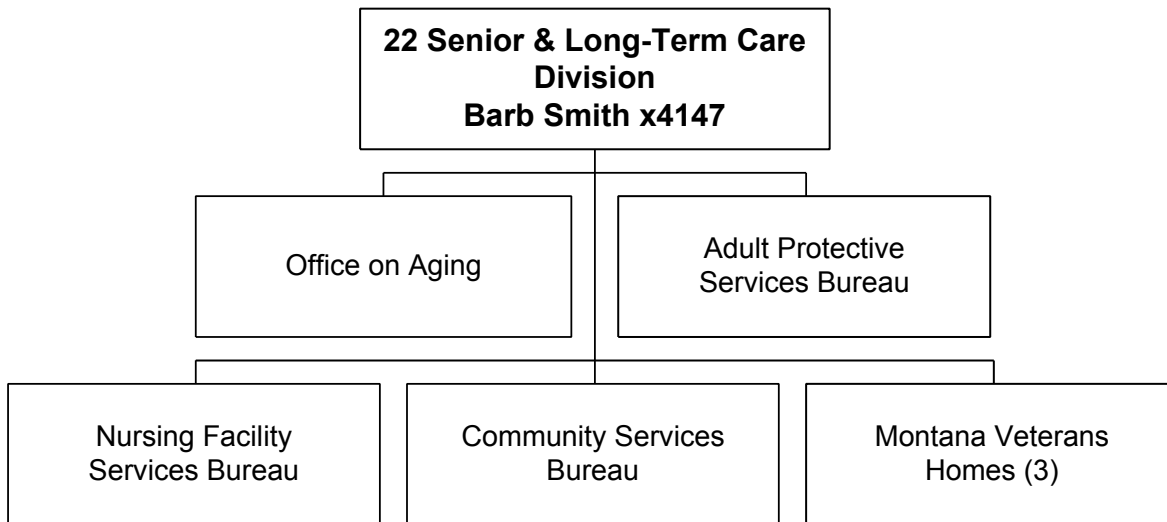 22 Senior & Long-Term Care
Division
Barb Smith x4147
Office on Aging
Adult Protective
Services Bureau
Nursing Facility
Services Bureau
Community Services
Bureau
Montana Veterans
Homes (3)